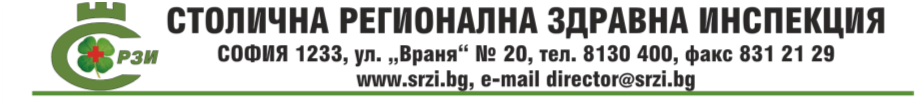 СТОЛИЧНА РЕГИОНАЛНА ЗДРАВНА ИНСПЕКЦИЯ
РЗИ
СОФИЯ 1233, ул. „Враня“ № 20, тел. 8130 400, факс 831 21 29
www.srzi.bg, e-mail director@srzi.bg